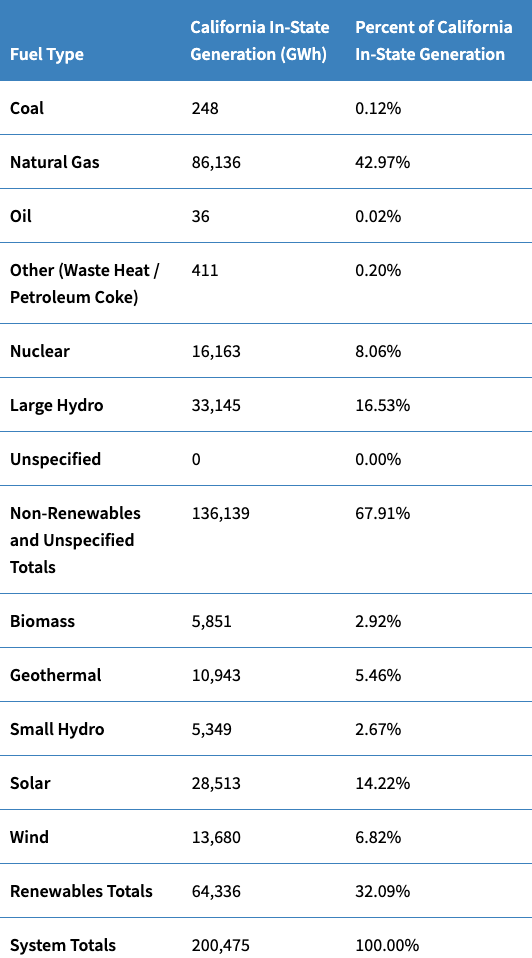 California In-State Percent of California
Fuel Type Generation (GWh) In-State Generation
Coal 248 0.12%
Natural Gas 86,136 42.97%
Oil 36 0.02%
Other (Waste Heat / 411 0.20%
Petroleum Coke)
Nuclear 16,163 8.06%
Large Hydro 33,145 16.53%
Unspecified 0 0.00%
Non-Renewables 136,139 67.91%
and Unspecified
Totals
Biomass 5,851 2.92%
Geothermal 10,943 5.46%
Small Hydro 5,349 2.67%
Solar 28,513 14.22%
Wind 13,680 6.82%
Renewables Totals 64,336 32.09%
System Totals 200,475 100.00%